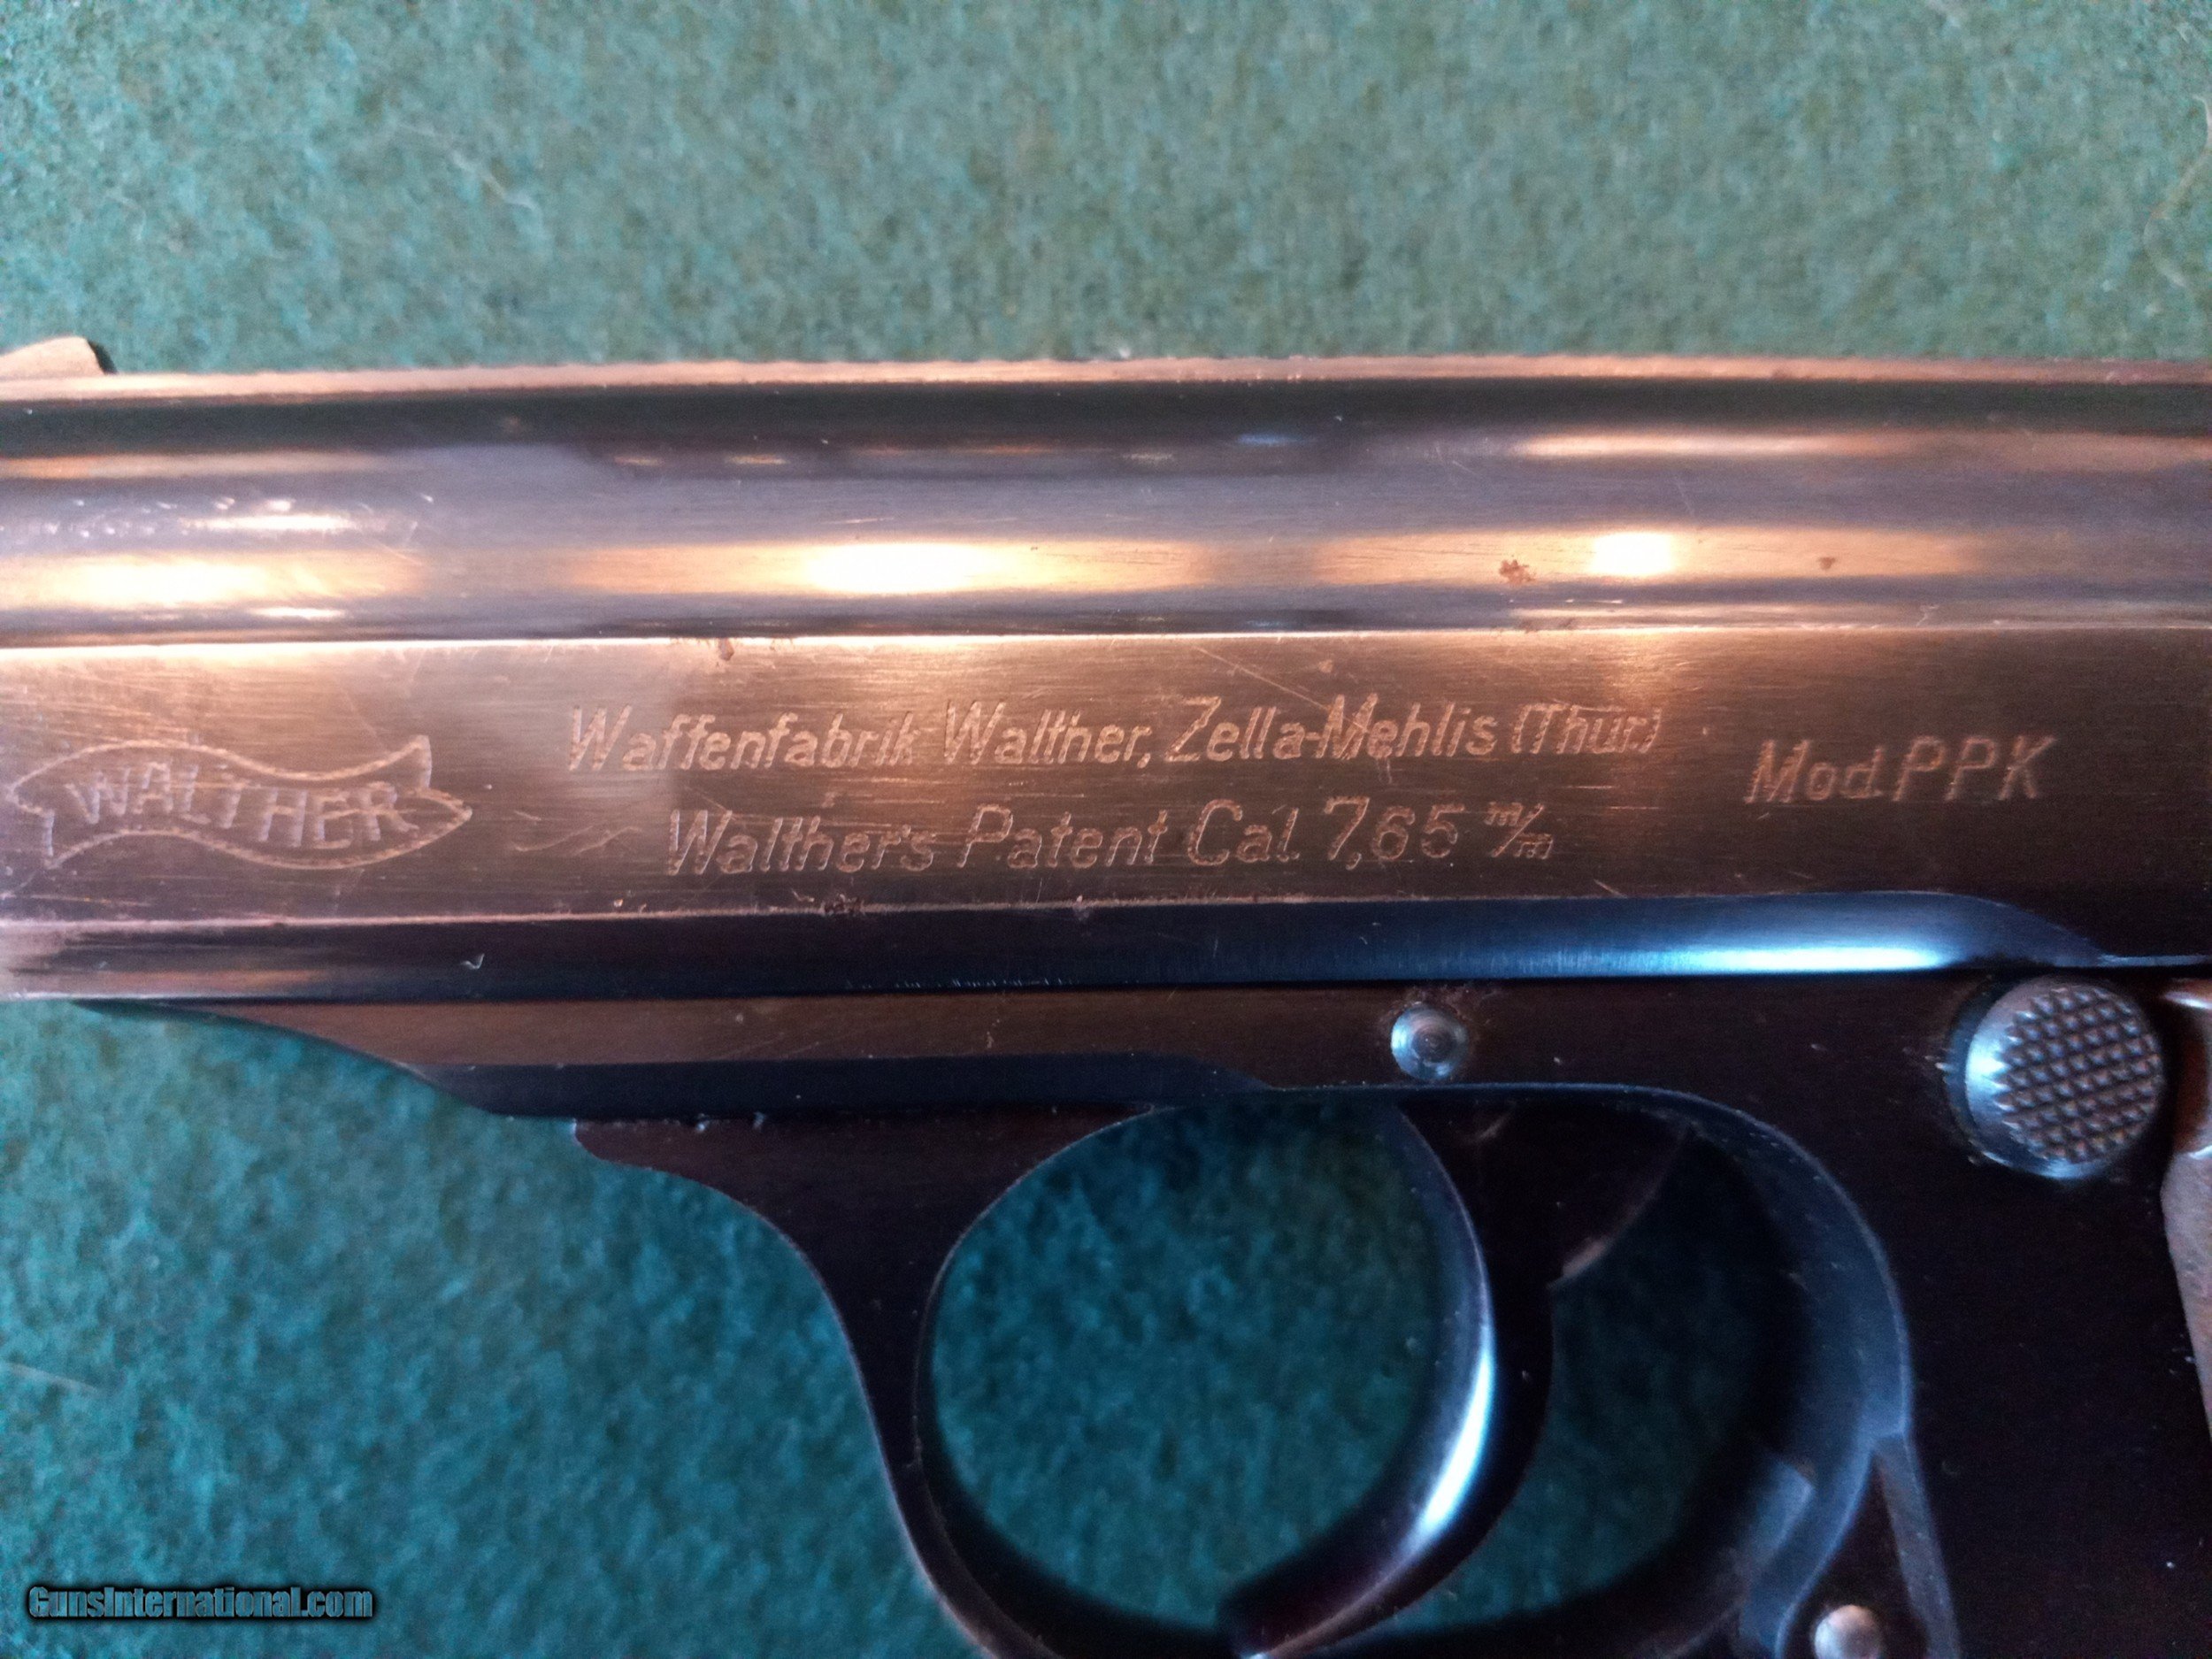 WALTHER
Waffenfabrik Walther, Zella-Mehlis (Thür.)
Walther's Patent Cal. 7,65 m/m
Mod. PPK
GunsInternational.com